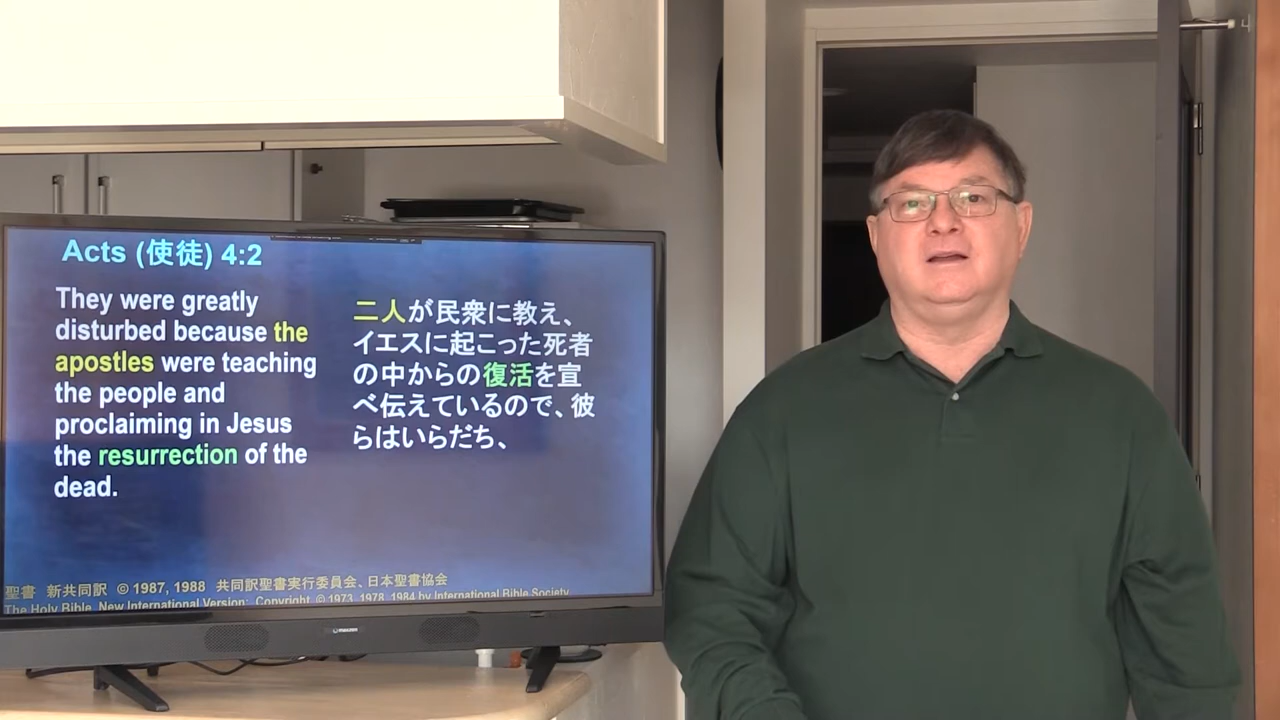 Acts (使徒) 4:2
They were greatly
disturbed because the
apostles were teaching
the people and
proclaiming in Jesus
the resurrection of the
dead.
二人が民衆に教え、
イエスに起こった死者
の中からの復活を宣
べ伝えているので、彼
らはいらだち、
聖書 新共同訳 © 1987, 1988 共同訳聖書実行委員会、日本聖書協会
The Holy Bible, New International Version: Copyright © 1973, 1978, 1984 by International Bible Society